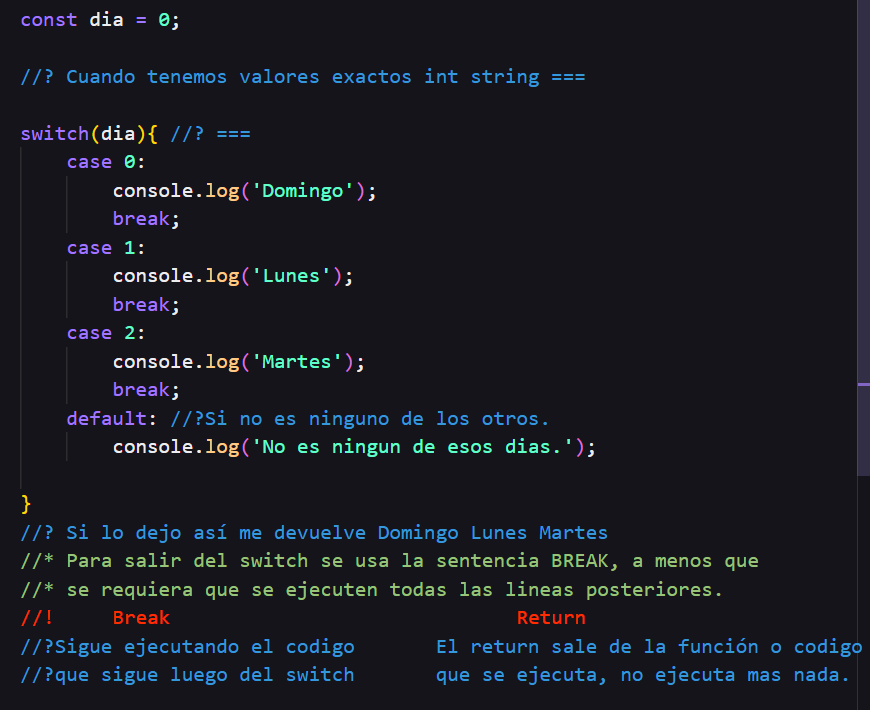 const dia = 0;
//? Cuando tenemos valores exactos int string ===
switch(dia){ //? ===
case 0:
console.log('Domingo');
break;
case 1:
console.log('Lunes');
break;
case 2:
console.log('Martes');
break;
default: //?Si no es ninguno de los otros.
console.log('No es ningun de esos dias.');
}
//? Si lo dejo así me devuelve Domingo Lunes Martes
//* Para salir del switch se usa la sentencia BREAK, a menos que
//* se requiera que se ejecuten todas las lineas posteriores.
//! Break Return
//?Sigue ejecutando el codigo El return sale de la función o codigo
//?que sigue luego del switch que se ejecuta, no ejecuta mas nada.